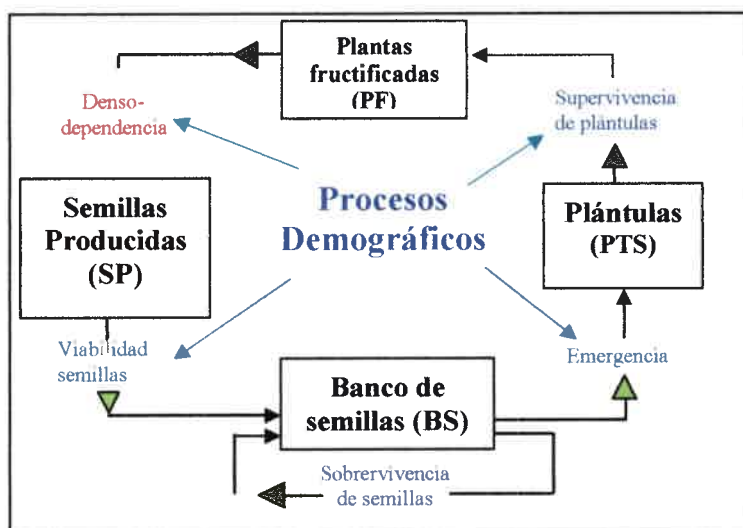 Plantas
fructificadas
(PF)
Denso-
dependencia
Supervivencia
de plántulas
Semillas
Producidas
(SP)
Procesos
Demográficos
Plántulas
(PTS)
Viabilidad
semillas
Emergencia
Banco de
semillas (BS)
Sobrervivencia
de semillas